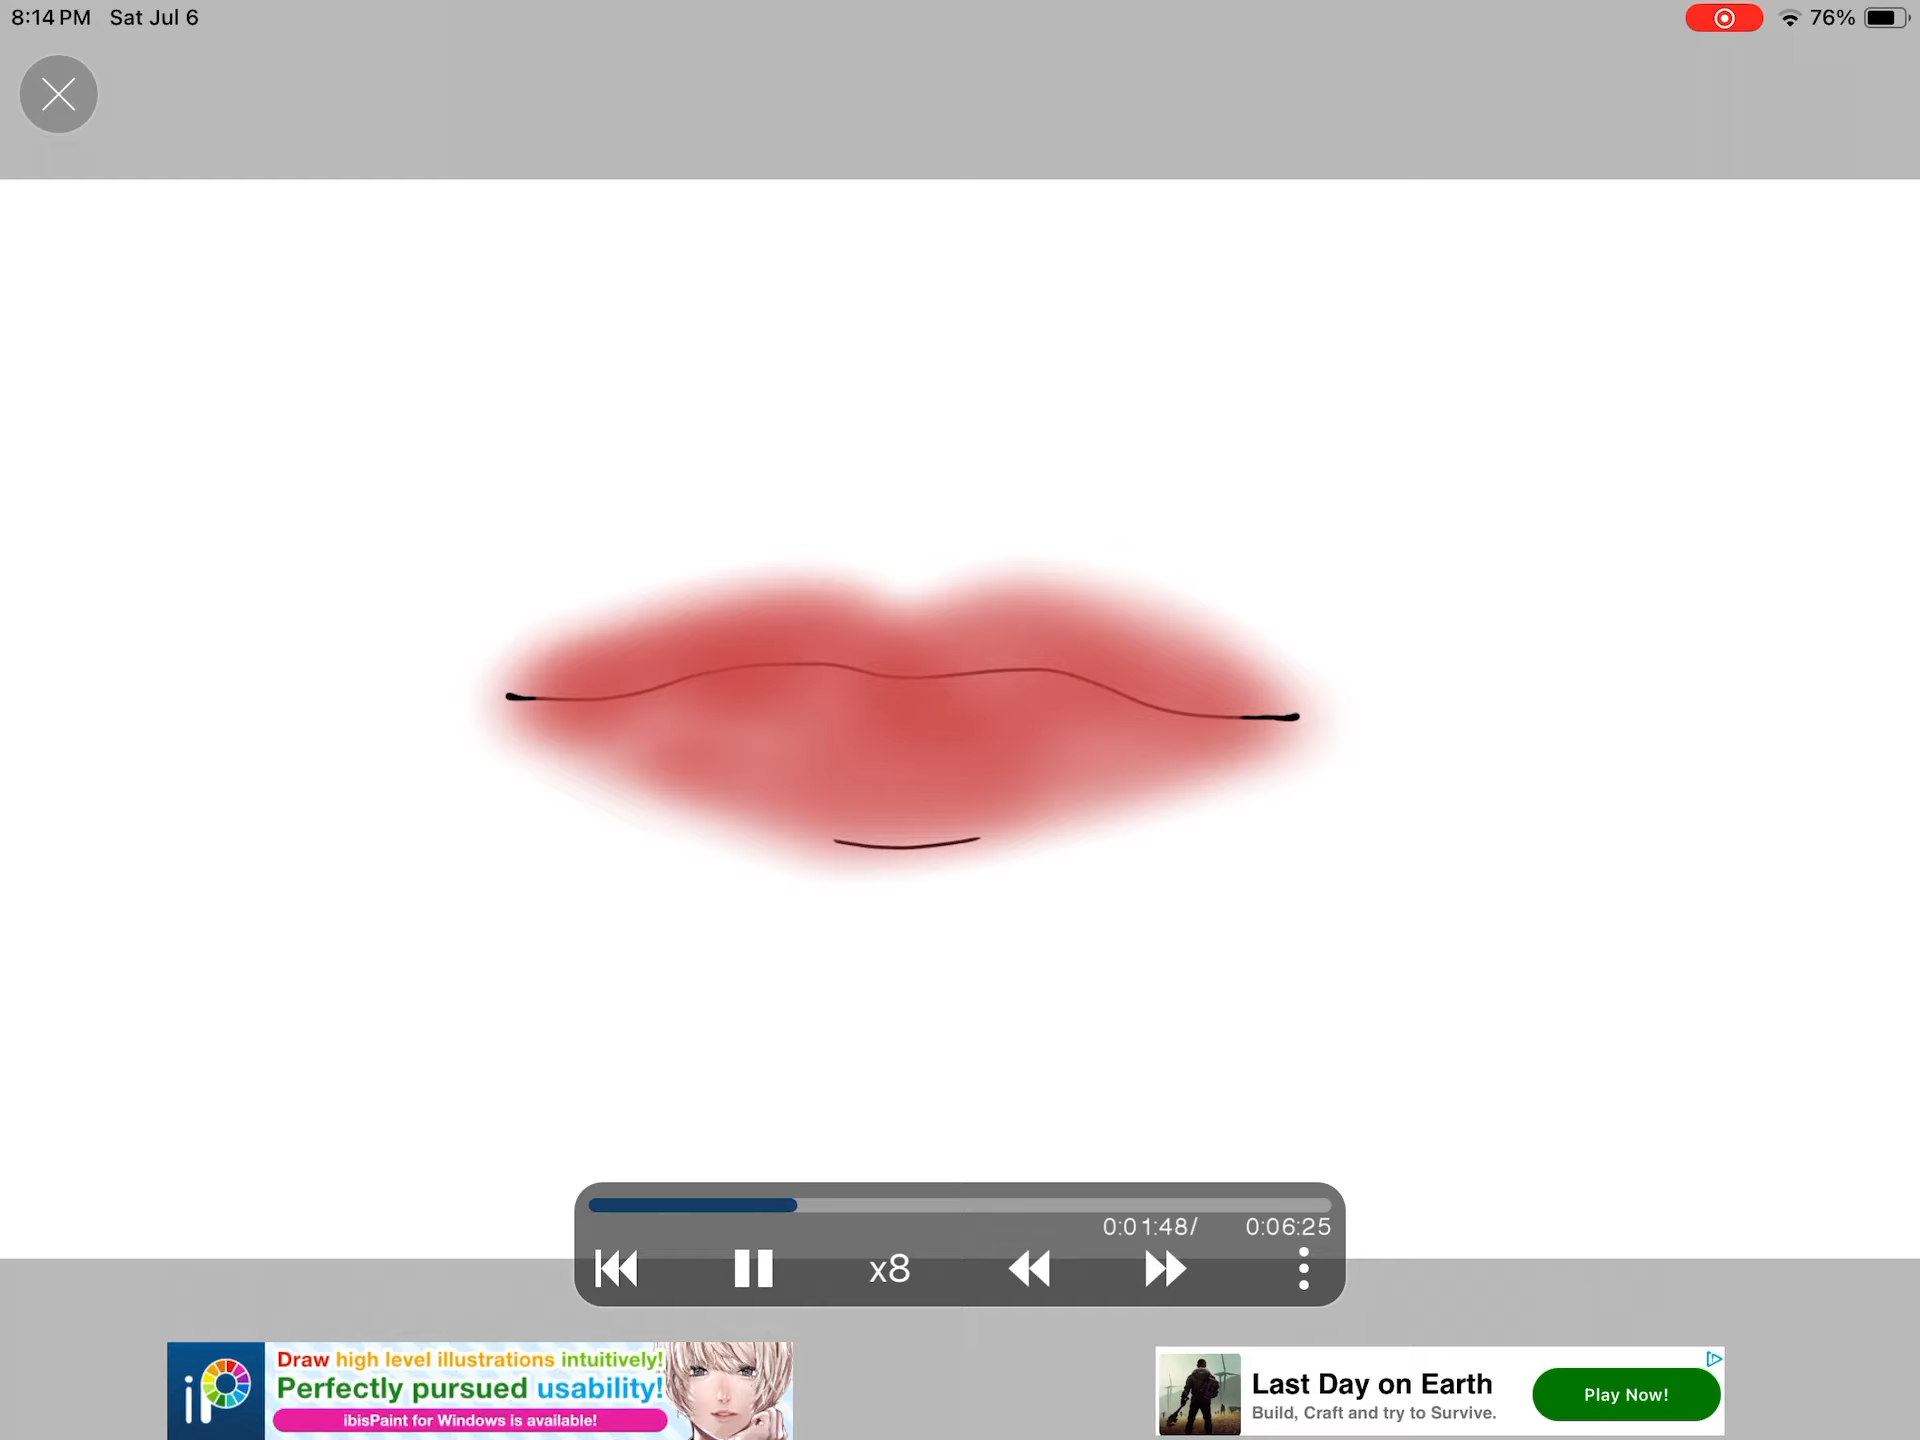 8:14 PM Sat Jul 6
76%
0:01:48/ 0:06:25
x8
iP
Draw high level illustrations intuitively!
Perfectly pursued usability!
ibisPaint for Windows is available!
Last Day on Earth
Build, Craft and try to Survive.
Play Now!